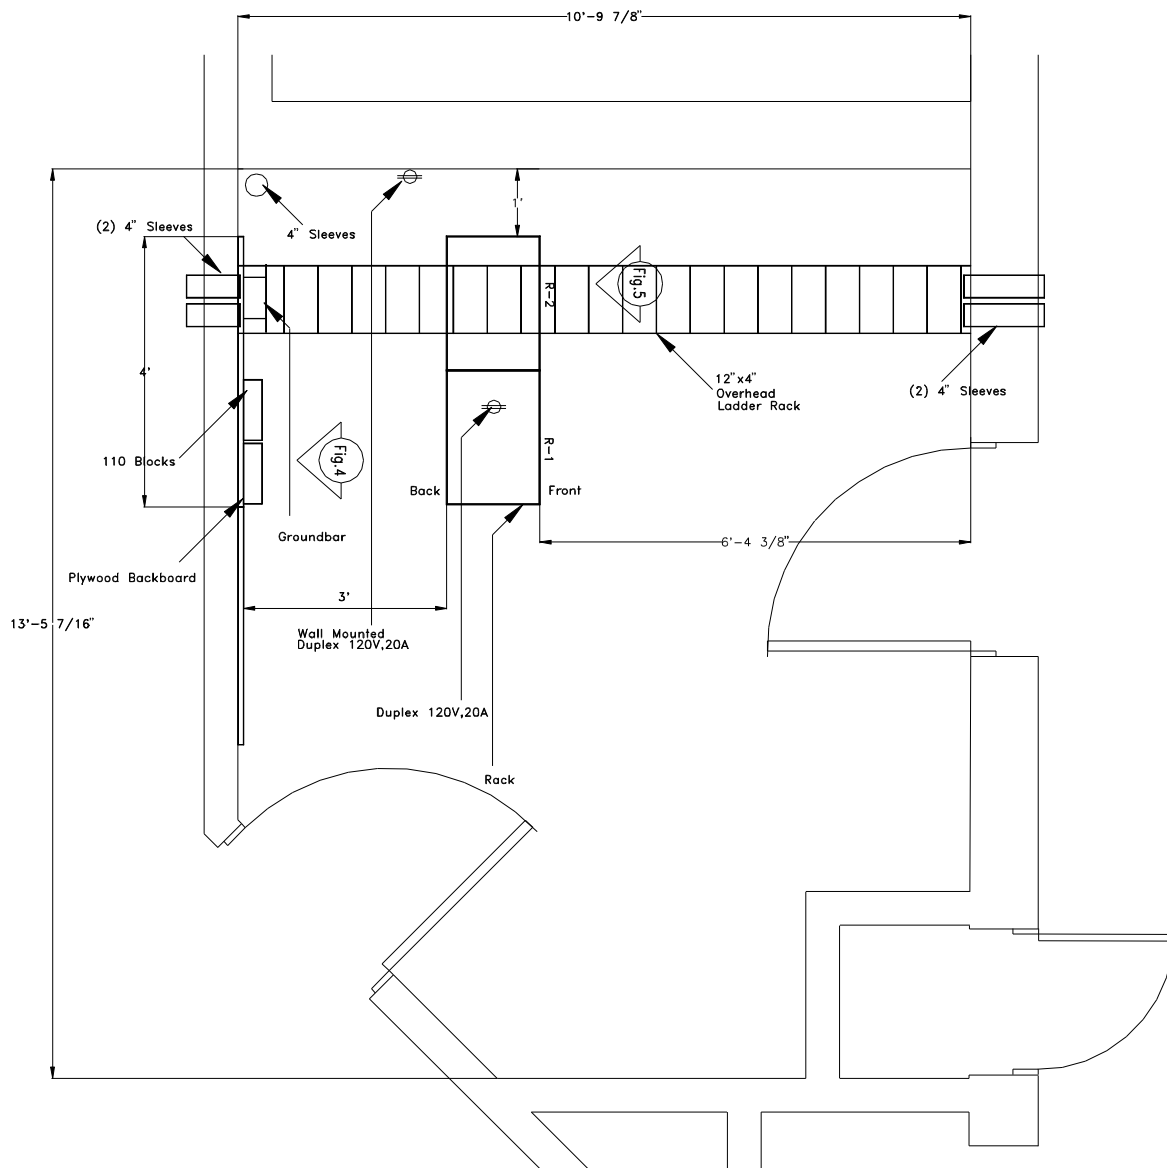 10'-9 7/8"
(2) 4" Sleeves
4" Sleeves
1'
Fig.5
R-2
4'
12"x4"
Overhead
Ladder Rack
(2) 4" Sleeves
110 Blocks
Fig.4
R-1
Back
Front
Groundbar
6'-4 3/8"
Plywood Backboard
3'
13'-5 7/16"
Wall Mounted
Duplex 120V,20A
Duplex 120V,20A
Rack